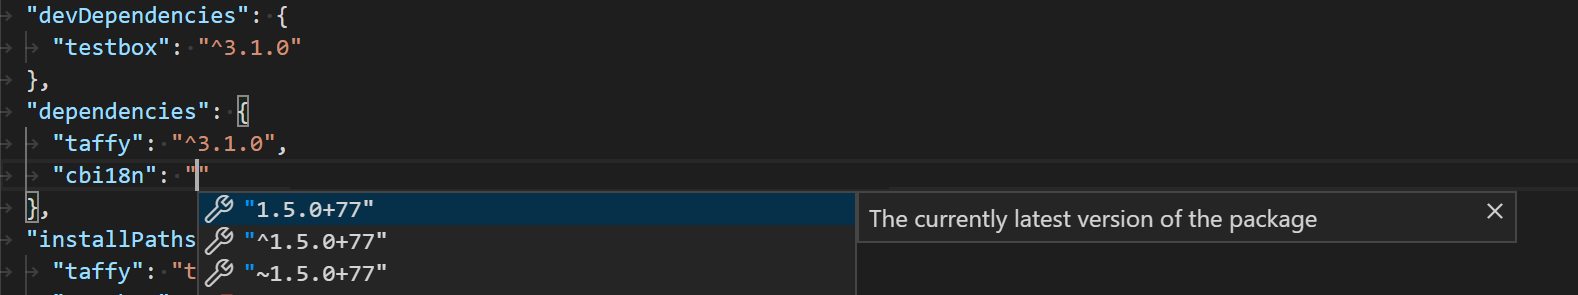 "devDependencies": {
"testbox": "^3.1.0"
},
"dependencies": {
"taffy": "^3.1.0",
"cbi18n": ""
},
"1.5.0+77"
The currently latest version of the package
"^1.5.0+77"
"installPaths
"~1.5.0+77"
"taffy": "t